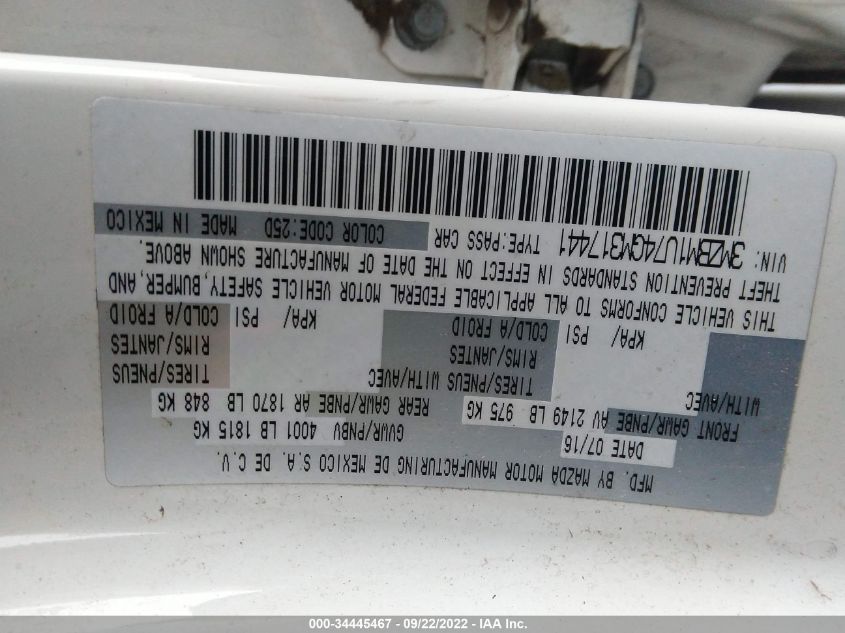 MFD. BY MAZDA MOTOR MANUFACTURING DE MEXICO S.A. DE C.V.
DATE 07/16 GVWR/PNBV 4001 LB 1815 KG
FRONT GAWR/PNBE AV 2149 LB 975 KG REAR GAWR/PNBE AR 1870 LB 848 KG
WITH/AVEC TIRES/PNEUS WITH/AVEC TIRES/PNEUS
RIMS/JANTES RIMS/JANTES
KPA/ PSI COLD/A FROID KPA/ PSI COLD/A FROID
THIS VEHICLE CONFORMS TO ALL APPLICABLE FEDERAL MOTOR VEHICLE SAFETY, BUMPER, AND
THEFT PREVENTION STANDARDS IN EFFECT ON THE DATE OF MANUFACTURE SHOWN ABOVE.
VIN: 3MZBM1U74GM317441 TYPE:PASS CAR COLOR CODE:25D MADE IN MEXICO
000-34445467 - 09/22/2022 - IAA Inc.